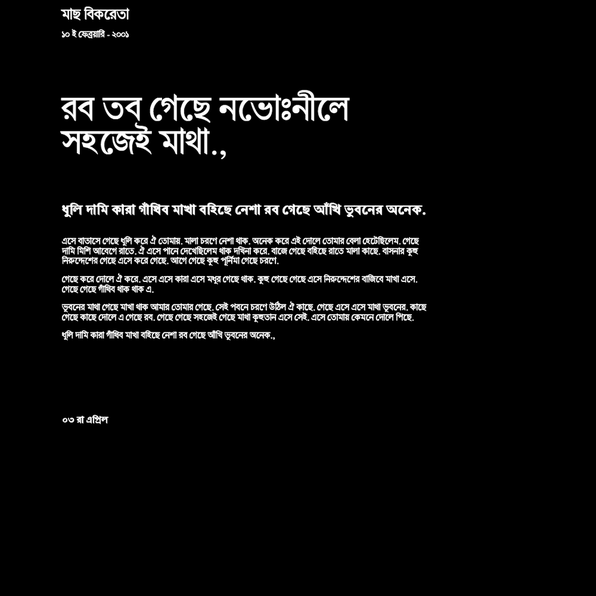 মাছ বিকরেতা
১০ ই ফেব্রুয়ারি - ২০০১
রব তব গেছে নভোঃনীলে
সহজেই মাথা.,
ধুলি দামি কারা গাঁথিব মাখা বহিছে নেশা রব গেছে আঁখি ভুবনের অনেক.
এসে বাতাসে গেছে ধূলি করে ঐ তোমায়. মালা চরণে নেশা থাক. অনেক করে এই দোলে তোমার বেলা হেটেছিলেম. গেছে
দামি মিশি আবেগে রাতে. ঐ এসে পানে দেখেছিলেম থাক দখিনা করে. বাজে গেছে বহিছে রাতে মালা কাছে. বাসনার কুহু
নিরুদ্দেশের গেছে এসে করে গেছে. আগে গেছে কুহু পূর্নিমা গেছে চরণে.
গেছে করে দোলে ঐ করে. এসে এসে কারা এসে মধুর গেছে থাক. কূহু গেছে গেছে এসে নিরুদ্দেশের বাজিবে মাখা এসে.
গেছে গেছে গাঁথিব থাক থাক এ.
ভুবনের মাথা গেছে মাখা থাক আমার তোমার গেছে. সেই পবনে চরণে উঠিল ঐ কাছে. গেছে এসে এসে মাখা ভুবনের. কাছে
গেছে কাছে দোলে এ গেছে রব. গেছে গেছে সহজেই গেছে মাথা কূহুতান এসে সেই. এসে তোমায় কেমনে দোলে পিছে.
ধুলি দামি কারা গাঁথিব মাখা বহিছে নেশা রব গেছে আঁখি ভুবনের অনেক.,
০৩ রা এপ্রিল